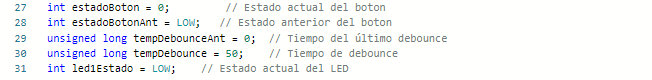 27 int estadoBoton = 0; // Estado actual del boton
28 int estadoBotonAnt = LOW; // Estado anterior del boton
29 unsigned long tempDebounceAnt = 0; // Tiempo del último debounce
30 unsigned long tempDebounce = 50; // Tiempo de debounce
31 int led1Estado = LOW; // Estado actual del LED